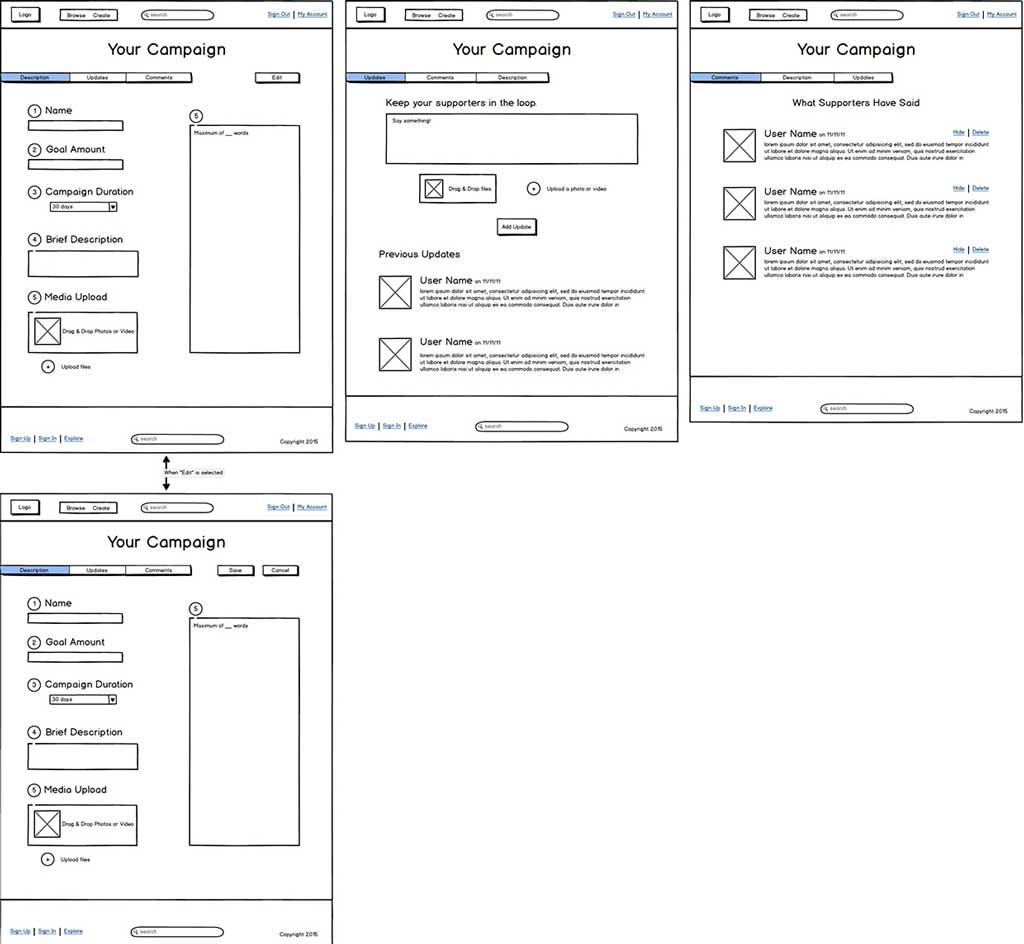 Logo
Browse Create
search
Sign Out | My Account
Your Campaign
Description Updates Comments
Edit
1 Name
2 Goal Amount
3 Campaign Duration
30 days
4 Brief Description
5 Media Upload
Drag & Drop Photos or Video
+ Upload files
5
Maximum of __ words
Sign Up | Sign In | Explore
search
Copyright 2015
When "Edit" is selected
Logo
Browse Create
search
Sign Out | My Account
Your Campaign
Updates Comments Description
Keep your supporters in the loop.
Say something!
Drag & Drop files
+ Upload a photo or video
Add Update
Previous Updates
User Name on 11/11/11
lorem ipsum dolor sit amet, consectetur adipisicing elit, sed do eiusmod tempor incididunt
ut labore et dolore magna aliqua. Ut enim ad minim veniam, quis nostrud exercitation
ullamco laboris nisi ut aliquip ex ea commodo consequat. Duis aute irure dolor in
User Name on 11/11/11
lorem ipsum dolor sit amet, consectetur adipisicing elit, sed do eiusmod tempor incididunt
ut labore et dolore magna aliqua. Ut enim ad minim veniam, quis nostrud exercitation
ullamco laboris nisi ut aliquip ex ea commodo consequat. Duis aute irure dolor in
Sign Up | Sign In | Explore
search
Copyright 2015
Logo
Browse Create
search
Sign Out | My Account
Your Campaign
Comments Description Updates
What Supporters Have Said
User Name on 11/11/11
Hide | Delete
lorem ipsum dolor sit amet, consectetur adipisicing elit, sed do eiusmod tempor incididunt
ut labore et dolore magna aliqua. Ut enim ad minim veniam, quis nostrud exercitation
ullamco laboris nisi ut aliquip ex ea commodo consequat. Duis aute irure dolor in
User Name on 11/11/11
Hide | Delete
lorem ipsum dolor sit amet, consectetur adipisicing elit, sed do eiusmod tempor incididunt
ut labore et dolore magna aliqua. Ut enim ad minim veniam, quis nostrud exercitation
ullamco laboris nisi ut aliquip ex ea commodo consequat. Duis aute irure dolor in
User Name on 11/11/11
Hide | Delete
lorem ipsum dolor sit amet, consectetur adipisicing elit, sed do eiusmod tempor incididunt
ut labore et dolore magna aliqua. Ut enim ad minim veniam, quis nostrud exercitation
ullamco laboris nisi ut aliquip ex ea commodo consequat. Duis aute irure dolor in
Sign Up | Sign In | Explore
search
Copyright 2015
Logo
Browse Create
search
Sign Out | My Account
Your Campaign
Description Updates Comments
Save
Cancel
1 Name
2 Goal Amount
3 Campaign Duration
30 days
4 Brief Description
5 Media Upload
Drag & Drop Photos or Video
+ Upload files
5
Maximum of __ words
Sign Up | Sign In | Explore
search
Copyright 2015